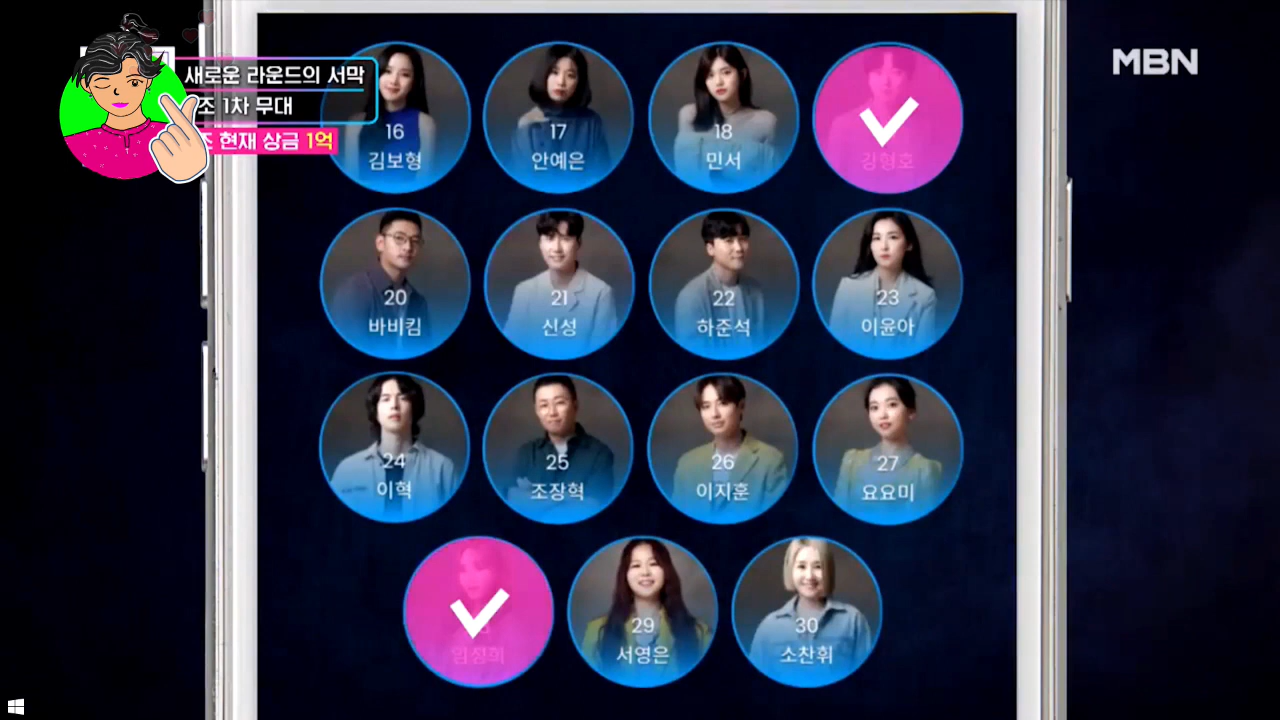 MBN
새로운 라운드의 서막
조 1차 무대
조 현재 상금 1억
16
김보형
17
안예은
18
민서
김형호
20
바비킴
21
신성
22
하준석
23
이윤아
24
이혁
25
조장혁
26
이지훈
27
요요미
임정희
29
서영은
30
소찬휘